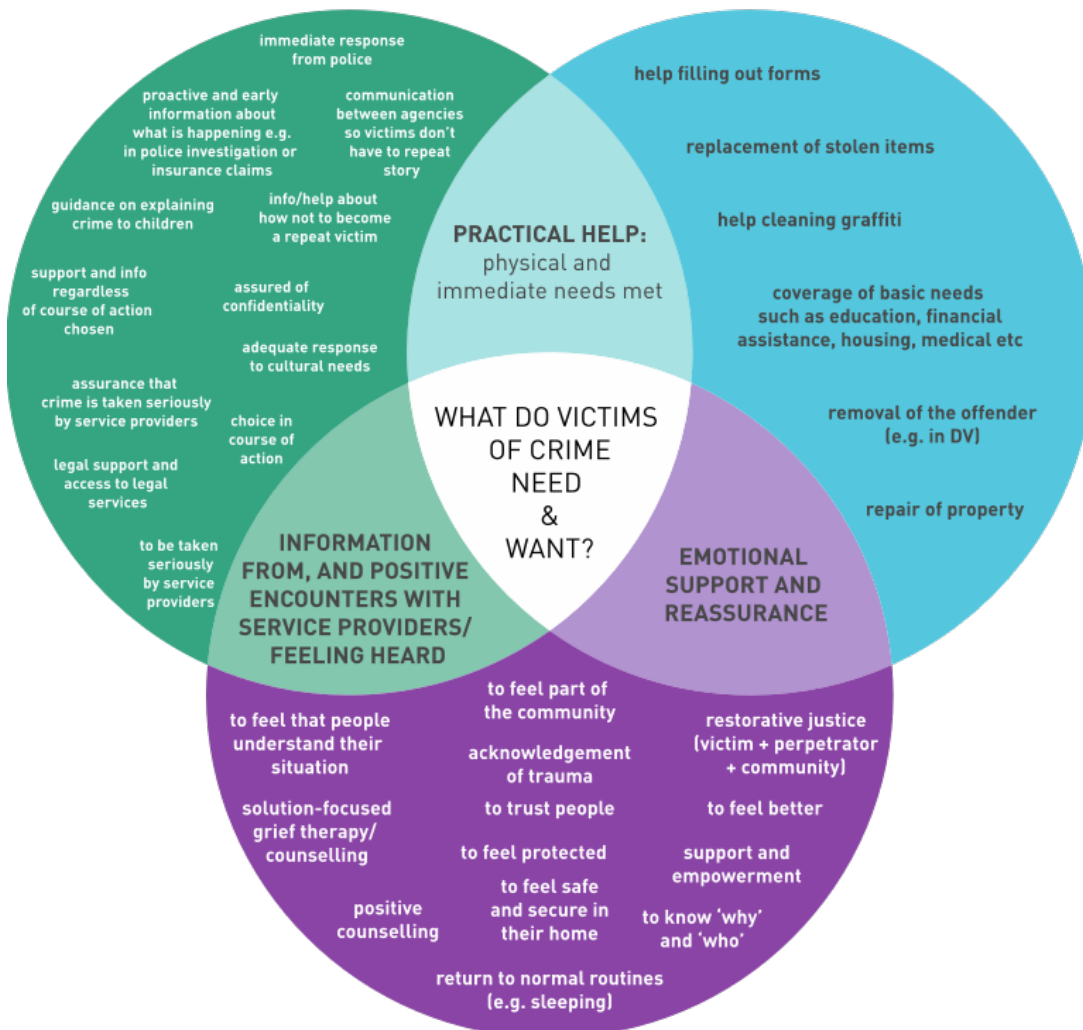 immediate response
from police
proactive and early
information about
what is happening e.g.
in police investigation or
insurance claims
communication
between agencies
so victims don't
have to repeat
story
guidance on explaining
crime to children
info/help about
how not to become
a repeat victim
support and info
regardless
of course of action
chosen
assured of
confidentiality
adequate response
to cultural needs
assurance that
crime is taken seriously
by service providers
choice in
course of
action
legal support and
access to legal
services
to be taken
seriously
by service
providers
PRACTICAL HELP:
physical and
immediate needs met
help filling out forms
replacement of stolen items
help cleaning graffiti
coverage of basic needs
such as education, financial
assistance, housing, medical etc
removal of the offender
(e.g. in DV)
repair of property
WHAT DO VICTIMS
OF CRIME
NEED
&
WANT?
INFORMATION
FROM, AND POSITIVE
ENCOUNTERS WITH
SERVICE PROVIDERS/
FEELING HEARD
EMOTIONAL
SUPPORT AND
REASSURANCE
to feel that people
understand their
situation
to feel part of
the community
restorative justice
(victim + perpetrator
+ community)
acknowledgement
of trauma
solution-focused
grief therapy/
counselling
to trust people
to feel better
to feel protected
support and
empowerment
positive
counselling
to feel safe
and secure in
their home
to know ‘why’
and ‘who’
return to normal routines
(e.g. sleeping)